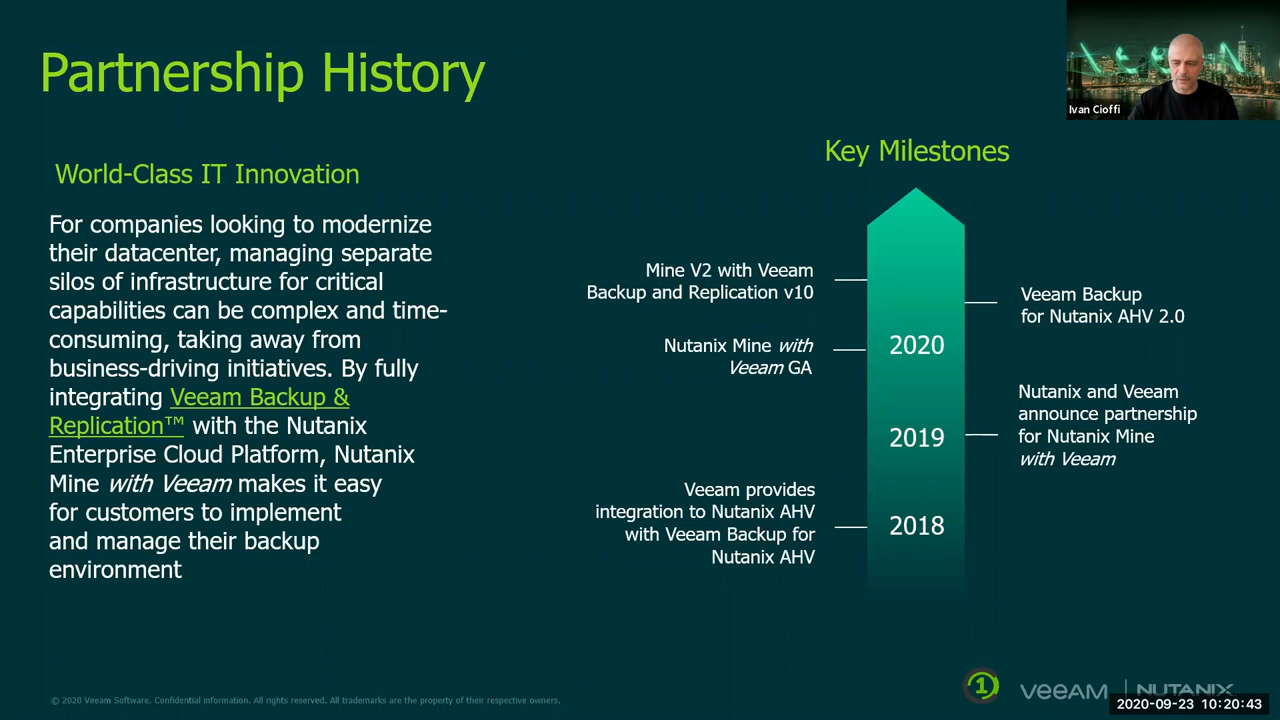 Partnership History
Ivan Cioffi
World-Class IT Innovation
For companies looking to modernize
their datacenter, managing separate
silos of infrastructure for critical
capabilities can be complex and time-
consuming, taking away from
business-driving initiatives. By fully
integrating Veeam Backup &
Replication™ with the Nutanix
Enterprise Cloud Platform, Nutanix
Mine with Veeam makes it easy
for customers to implement
and manage their backup
environment
Key Milestones
Mine V2 with Veeam
Backup and Replication v10
Veeam Backup
for Nutanix AHV 2.0
Nutanix Mine with
Veeam GA
2020
Nutanix and Veeam
announce partnership
for Nutanix Mine
with Veeam
2019
Veeam provides
integration to Nutanix AHV
with Veeam Backup for
Nutanix AHV
2018
© 2020 Veeam Software. Confidential information. All rights reserved. All trademarks are the property of their respective owners.
1
VEEAM | NUTANIX
2020-09-23 10:20:43